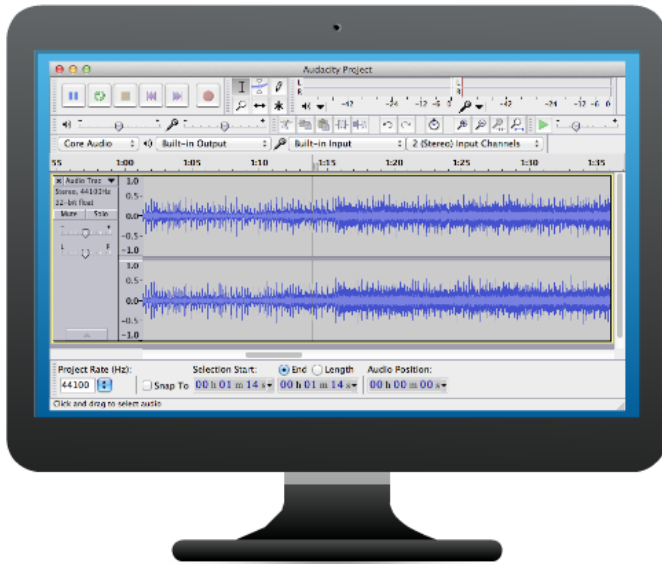 Audacity Project
L
R
L
R
-42 -24 -12 -6 0 -42 -24 -12 -6 0
Core Audio Built-in Output Built-in Input 2 (Stereo) Input Channels
55 1:00 1:05 1:10 1:15 1:20 1:25 1:30 1:35
Audio Trac 1.0
Stereo, 44100Hz 0.5-
32-bit float
Mute Solo 0.0-
- +
-0.5-
L R
-1.0
1.0
0.5-
0.0-
-0.5-
-1.0
Project Rate (Hz): Selection Start: End Length Audio Position:
44100 Snap To 00 h 01 m 14 s 00 h 01 m 14 s 00 h 00 m 00 s
Click and drag to select audio